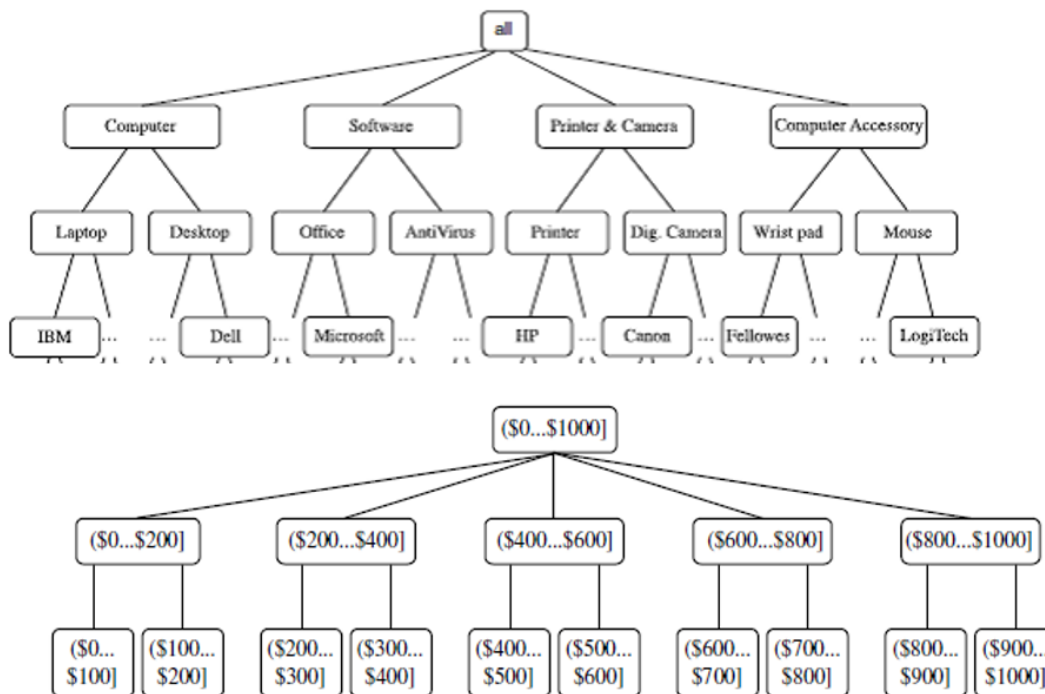 all
Computer Software Printer & Camera Computer Accessory
Laptop Desktop Office AntiVirus Printer Dig. Camera Wrist pad Mouse
IBM ... ... Dell ... Microsoft ... ... HP ... Canon ... Fellowes ... ... LogiTech
($0...$1000]
($0...$200] ($200...$400] ($400...$600] ($600...$800] ($800...$1000]
($0... ($100... ($200... ($300... ($400... ($500... ($600... ($700... ($800... ($900...
$100] $200] $300] $400] $500] $600] $700] $800] $900] $1000]